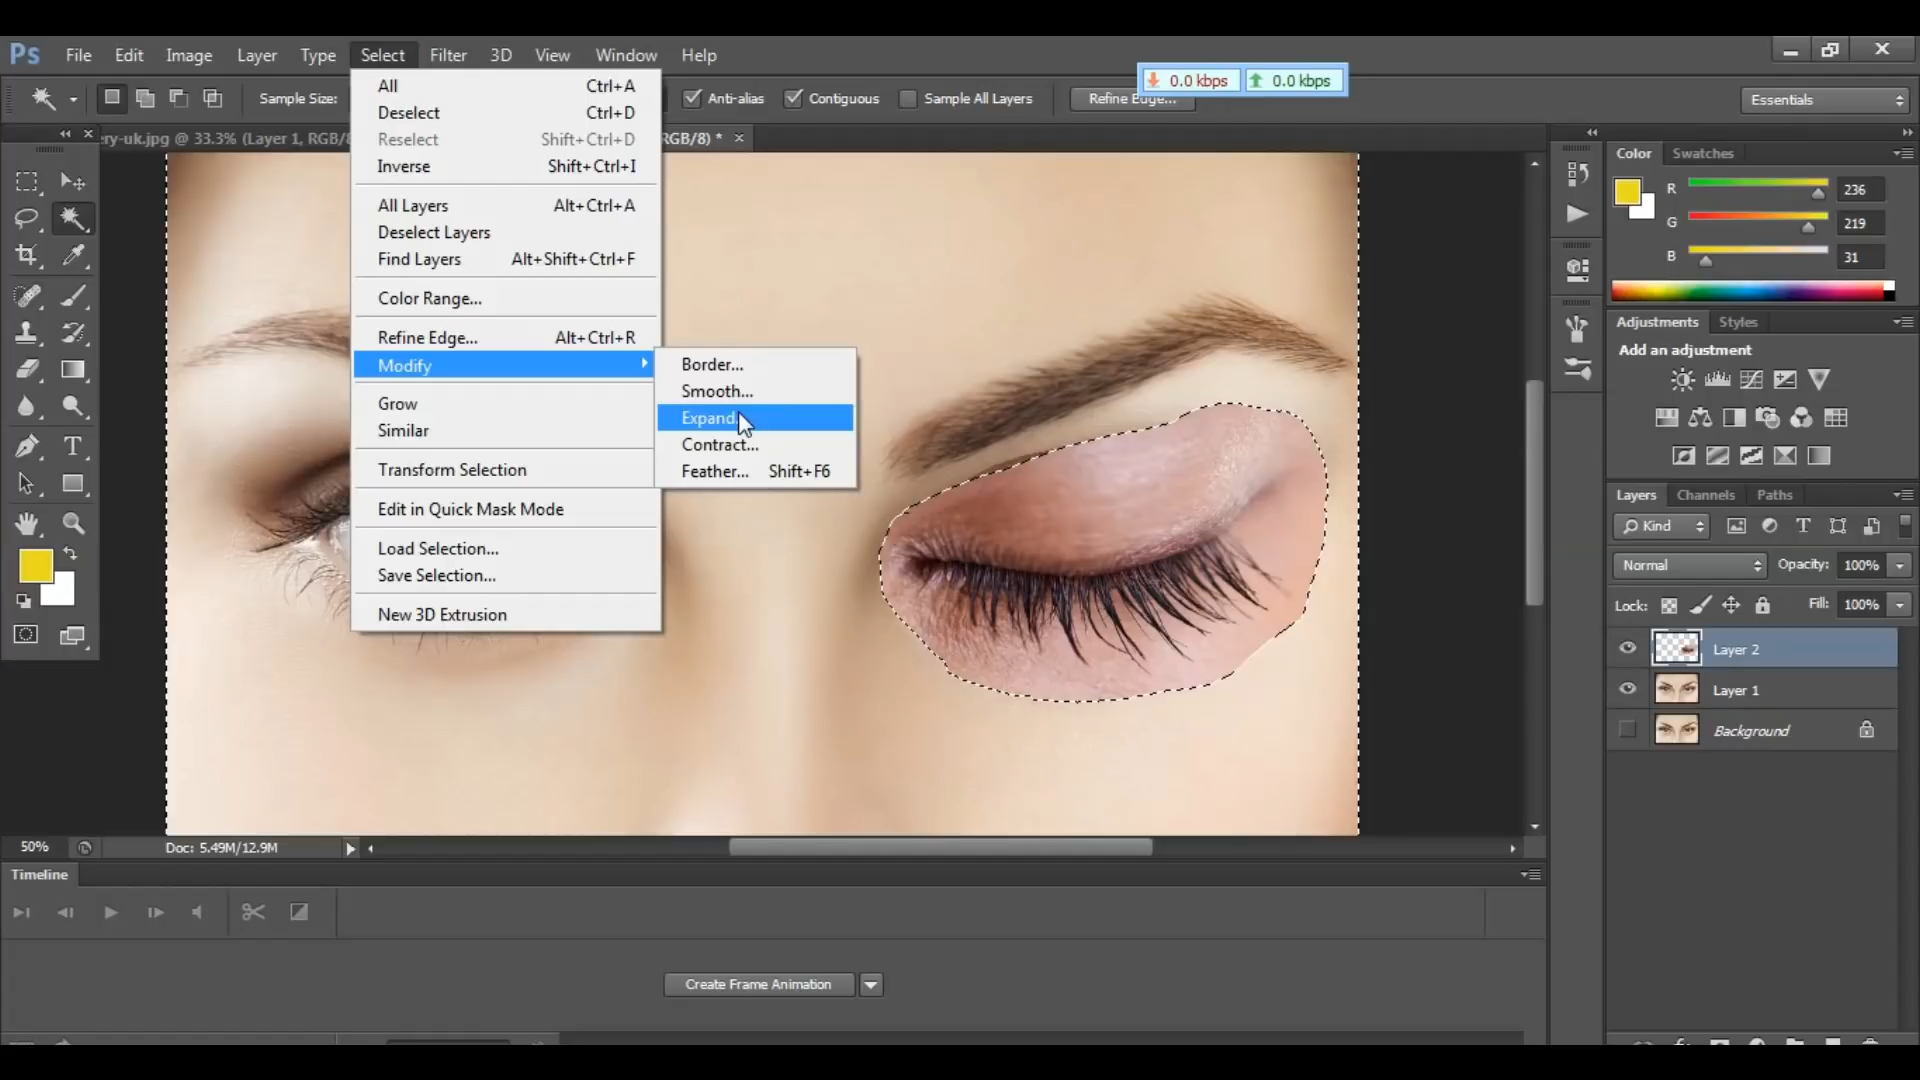 Ps File Edit Image Layer Type Select Filter 3D View Window Help
0.0 kbps 0.0 kbps
Sample Size: Anti-alias Contiguous Sample All Layers Refine Edge... Essentials
ery-uk.jpg @ 33.3% (Layer 1, RGB/8 RGB/8) *
All Ctrl+A
Deselect Ctrl+D
Reselect Shift+Ctrl+D
Inverse Shift+Ctrl+I
All Layers Alt+Ctrl+A
Deselect Layers
Find Layers Alt+Shift+Ctrl+F
Color Range...
Refine Edge... Alt+Ctrl+R
Modify
Grow
Similar
Transform Selection
Edit in Quick Mask Mode
Load Selection...
Save Selection...
New 3D Extrusion
Border...
Smooth...
Expand...
Contract...
Feather... Shift+F6
Color Swatches
R 236
G 219
B 31
Adjustments Styles
Add an adjustment
Layers Channels Paths
Kind
Normal Opacity: 100%
Lock: Fill: 100%
Layer 2
Layer 1
Background
50% Doc: 5.49M/12.9M
Timeline
Create Frame Animation